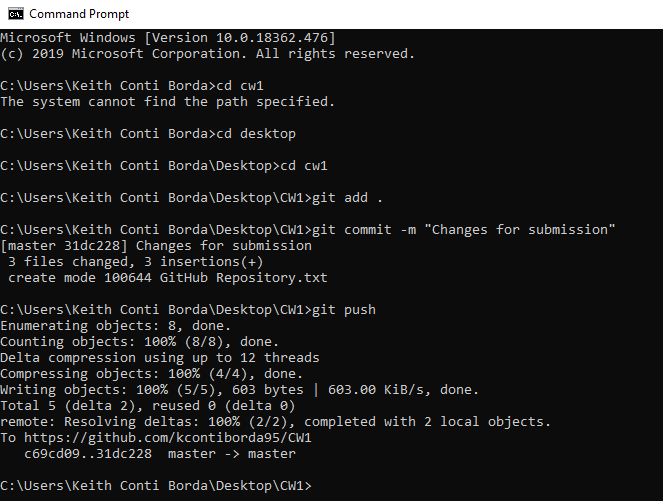 Command Prompt
Microsoft Windows [Version 10.0.18362.476]
(c) 2019 Microsoft Corporation. All rights reserved.
C:\Users\Keith Conti Borda>cd cw1
The system cannot find the path specified.
C:\Users\Keith Conti Borda>cd desktop
C:\Users\Keith Conti Borda\Desktop>cd cw1
C:\Users\Keith Conti Borda\Desktop\CW1>git add .
C:\Users\Keith Conti Borda\Desktop\CW1>git commit -m "Changes for submission"
[master 31dc228] Changes for submission
 3 files changed, 3 insertions(+)
 create mode 100644 GitHub Repository.txt
C:\Users\Keith Conti Borda\Desktop\CW1>git push
Enumerating objects: 8, done.
Counting objects: 100% (8/8), done.
Delta compression using up to 12 threads
Compressing objects: 100% (4/4), done.
Writing objects: 100% (5/5), 603 bytes | 603.00 KiB/s, done.
Total 5 (delta 2), reused 0 (delta 0)
remote: Resolving deltas: 100% (2/2), completed with 2 local objects.
To https://github.com/kcontiborda95/CW1
   c69cd09..31dc228  master -> master
C:\Users\Keith Conti Borda\Desktop\CW1>